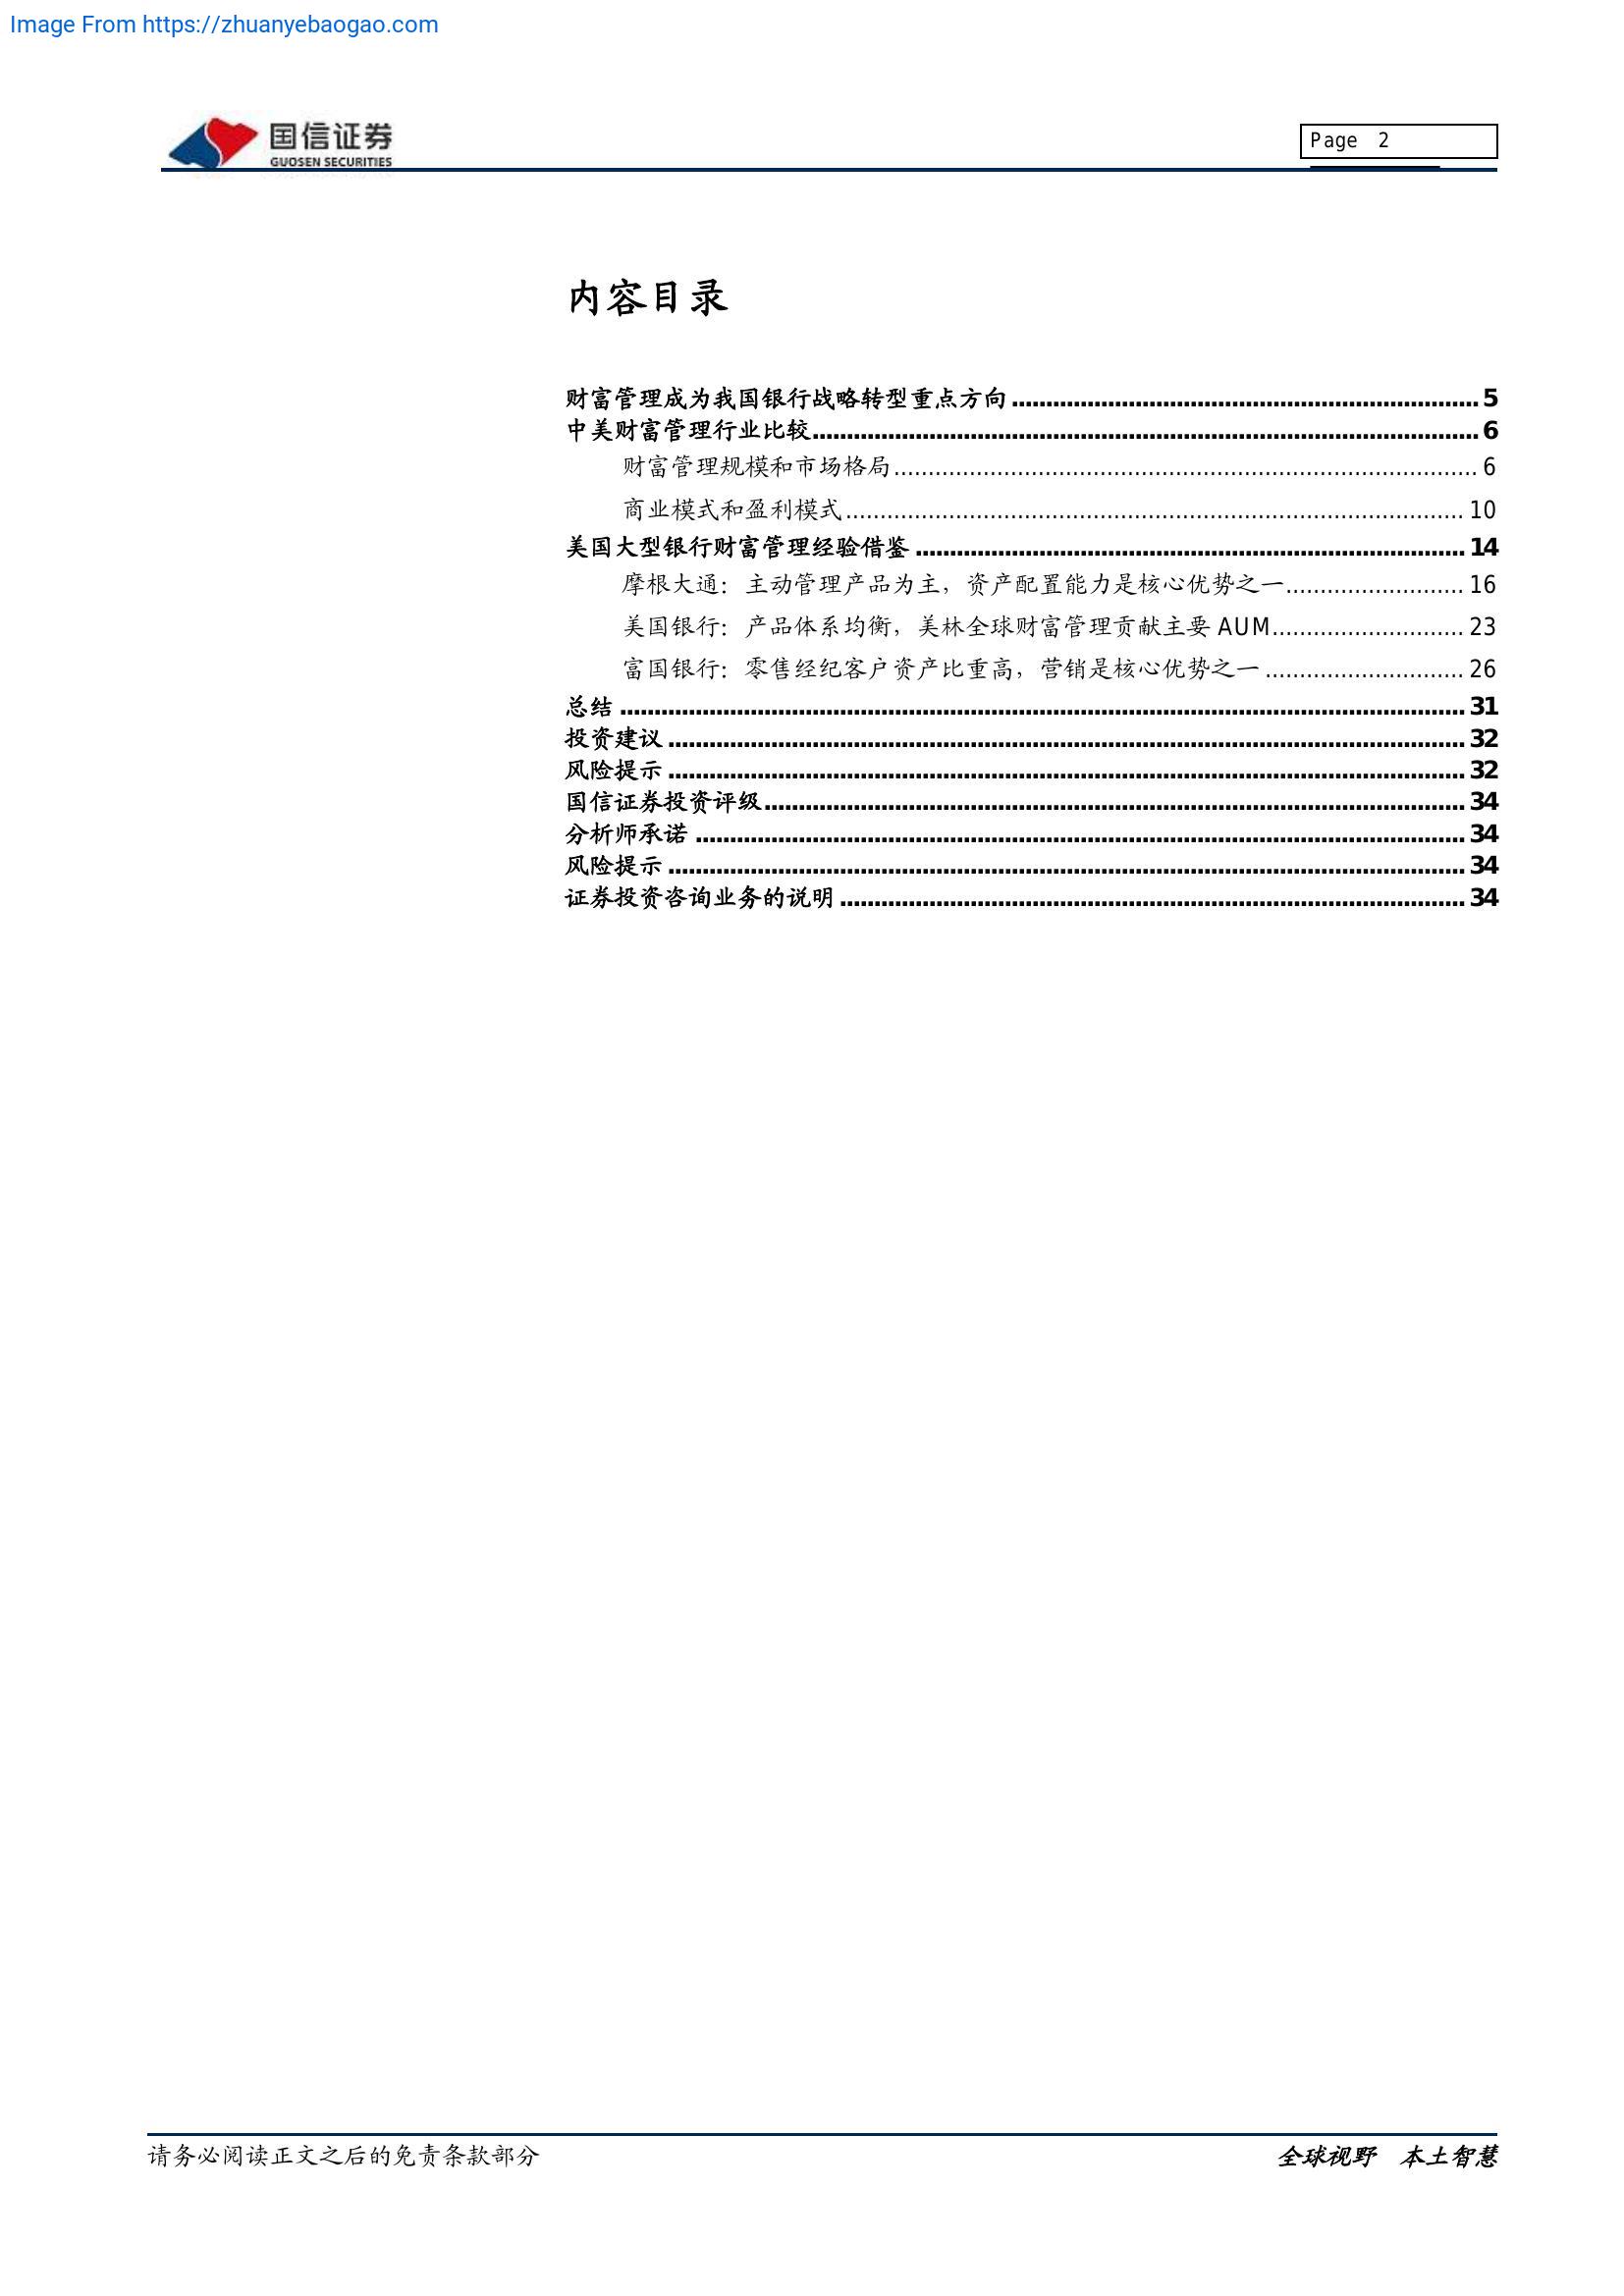 Image From https://zhuanyebaogao.com
国信证券
GUOSEN SECURITIES
Page 2
内容目录
财富管理成为我国银行战略转型重点方向........................................ 5
中美财富管理行业比较........................................ 6
财富管理规模和市场格局........................................ 6
商业模式和盈利模式........................................ 10
美国大型银行财富管理经验借鉴........................................ 14
摩根大通：主动管理产品为主，资产配置能力是核心优势之一.......................... 16
美国银行：产品体系均衡，美林全球财富管理贡献主要 AUM............................ 23
富国银行：零售经纪客户资产比重高，营销是核心优势之一............................. 26
总结........................................ 31
投资建议........................................ 32
风险提示........................................ 32
国信证券投资评级........................................ 34
分析师承诺........................................ 34
风险提示........................................ 34
证券投资咨询业务的说明........................................ 34
请务必阅读正文之后的免责条款部分
全球视野 本土智慧